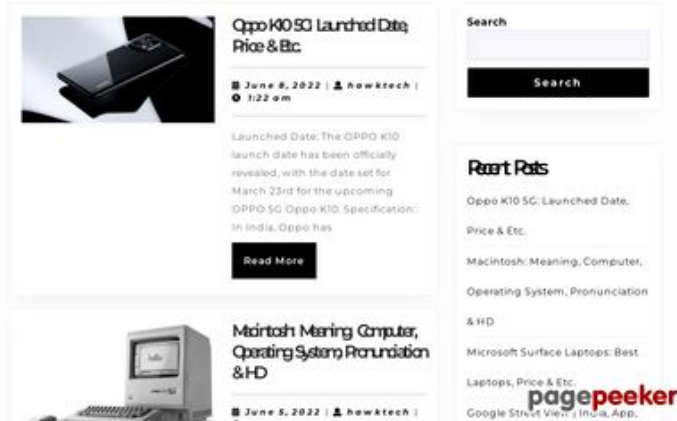 Oppo K10 5G: Launched Date,
Price & Etc.
June 8, 2022 | hawktech |
1:22 am
Launched Date: The OPPO K10
launch date has been officially
revealed, with the date set for
March 23rd for the upcoming
OPPO 5G Oppo K10. Specification:
In India, Oppo has
Read More
Macintosh: Meaning, Computer,
Operating System, Pronunciation
& HD
June 5, 2022 | hawktech |
hello
Search
Search
Recent Posts
Oppo K10 5G: Launched Date,
Price & Etc.
Macintosh: Meaning, Computer,
Operating System, Pronunciation
& HD
Microsoft Surface Laptops: Best
Laptops, Price & Etc.
Google Street View | India, App,
pagepeeker